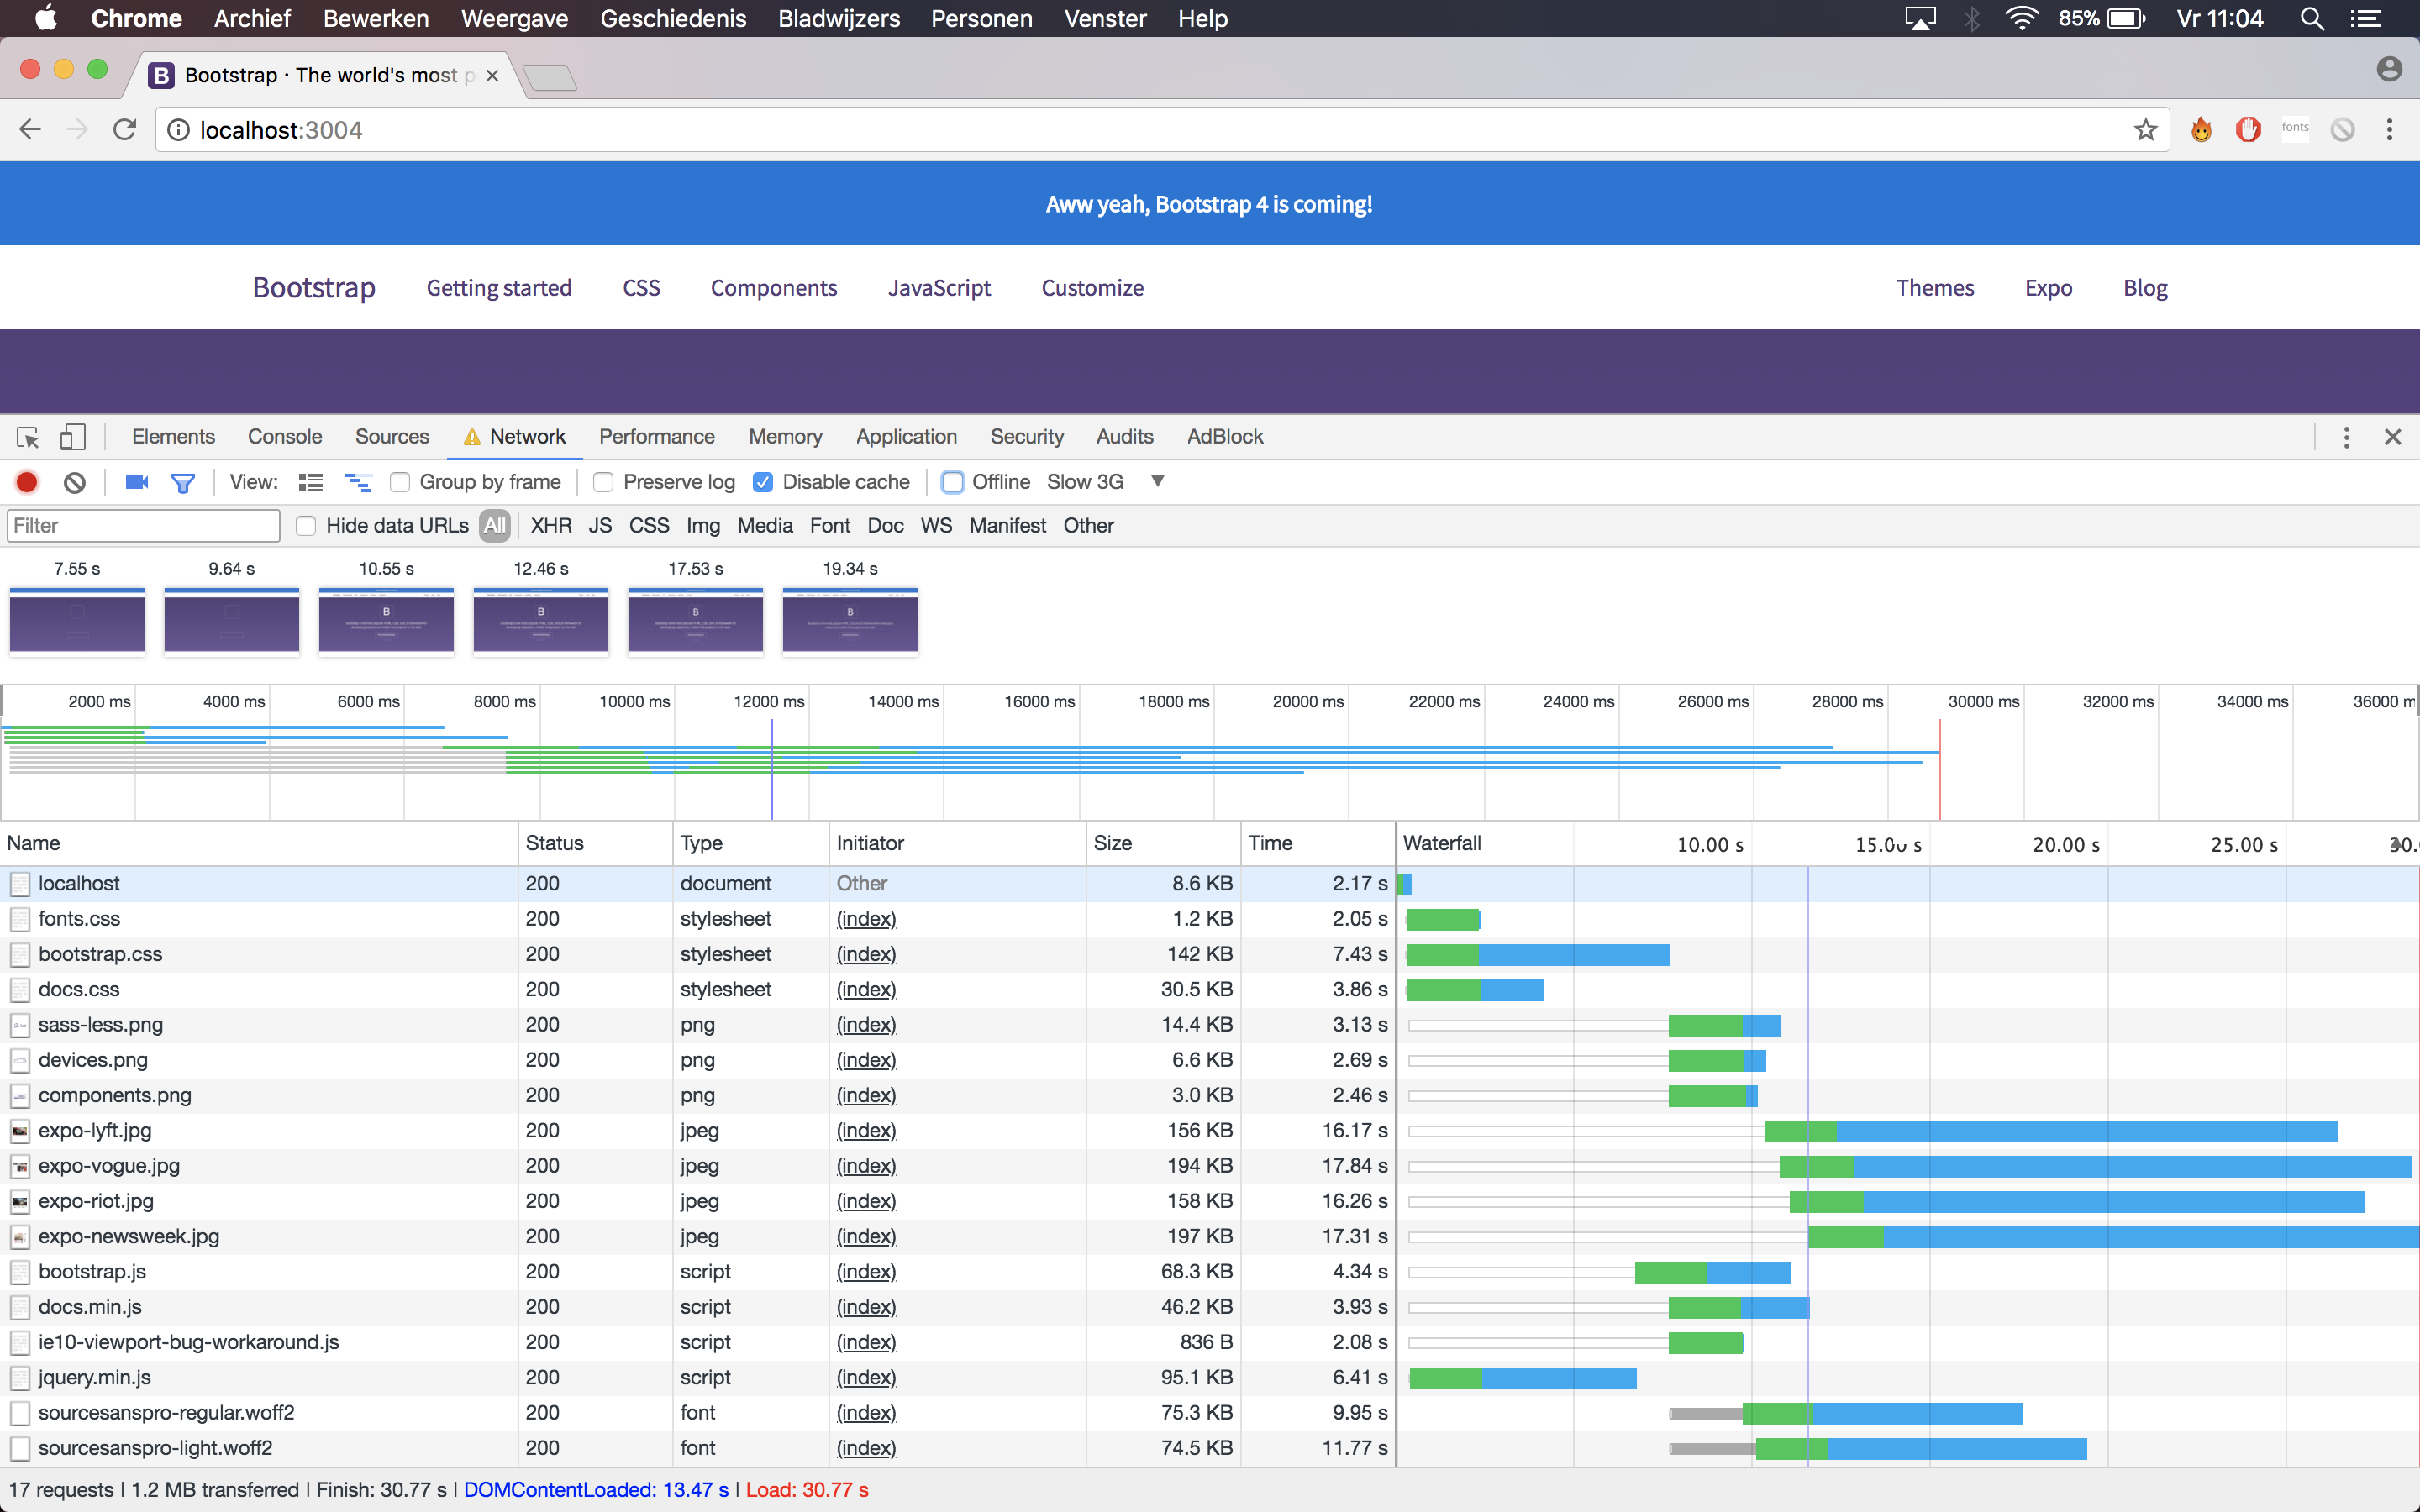 Chrome Archief Bewerken Weergave Geschiedenis Bladwijzers Personen Venster Help 85% Vr 11:04
B Bootstrap · The world's most p
localhost:3004 fonts
Aww yeah, Bootstrap 4 is coming!
Bootstrap Getting started CSS Components JavaScript Customize Themes Expo Blog
Elements Console Sources Network Performance Memory Application Security Audits AdBlock
View: Group by frame Preserve log Disable cache Offline Slow 3G ▼
Filter Hide data URLs All XHR JS CSS Img Media Font Doc WS Manifest Other
7.55 s 9.64 s 10.55 s 12.46 s 17.53 s 19.34 s
B B B B
2000 ms 4000 ms 6000 ms 8000 ms 10000 ms 12000 ms 14000 ms 16000 ms 18000 ms 20000 ms 22000 ms 24000 ms 26000 ms 28000 ms 30000 ms 32000 ms 34000 ms 36000 m
Name Status Type Initiator Size Time Waterfall 10.00 s 15.00 s 20.00 s 25.00 s 30.
localhost 200 document Other 8.6 KB 2.17 s
fonts.css 200 stylesheet (index) 1.2 KB 2.05 s
bootstrap.css 200 stylesheet (index) 142 KB 7.43 s
docs.css 200 stylesheet (index) 30.5 KB 3.86 s
sass-less.png 200 png (index) 14.4 KB 3.13 s
devices.png 200 png (index) 6.6 KB 2.69 s
components.png 200 png (index) 3.0 KB 2.46 s
expo-lyft.jpg 200 jpeg (index) 156 KB 16.17 s
expo-vogue.jpg 200 jpeg (index) 194 KB 17.84 s
expo-riot.jpg 200 jpeg (index) 158 KB 16.26 s
expo-newsweek.jpg 200 jpeg (index) 197 KB 17.31 s
bootstrap.js 200 script (index) 68.3 KB 4.34 s
docs.min.js 200 script (index) 46.2 KB 3.93 s
ie10-viewport-bug-workaround.js 200 script (index) 836 B 2.08 s
jquery.min.js 200 script (index) 95.1 KB 6.41 s
sourcesanspro-regular.woff2 200 font (index) 75.3 KB 9.95 s
sourcesanspro-light.woff2 200 font (index) 74.5 KB 11.77 s
17 requests | 1.2 MB transferred | Finish: 30.77 s | DOMContentLoaded: 13.47 s | Load: 30.77 s